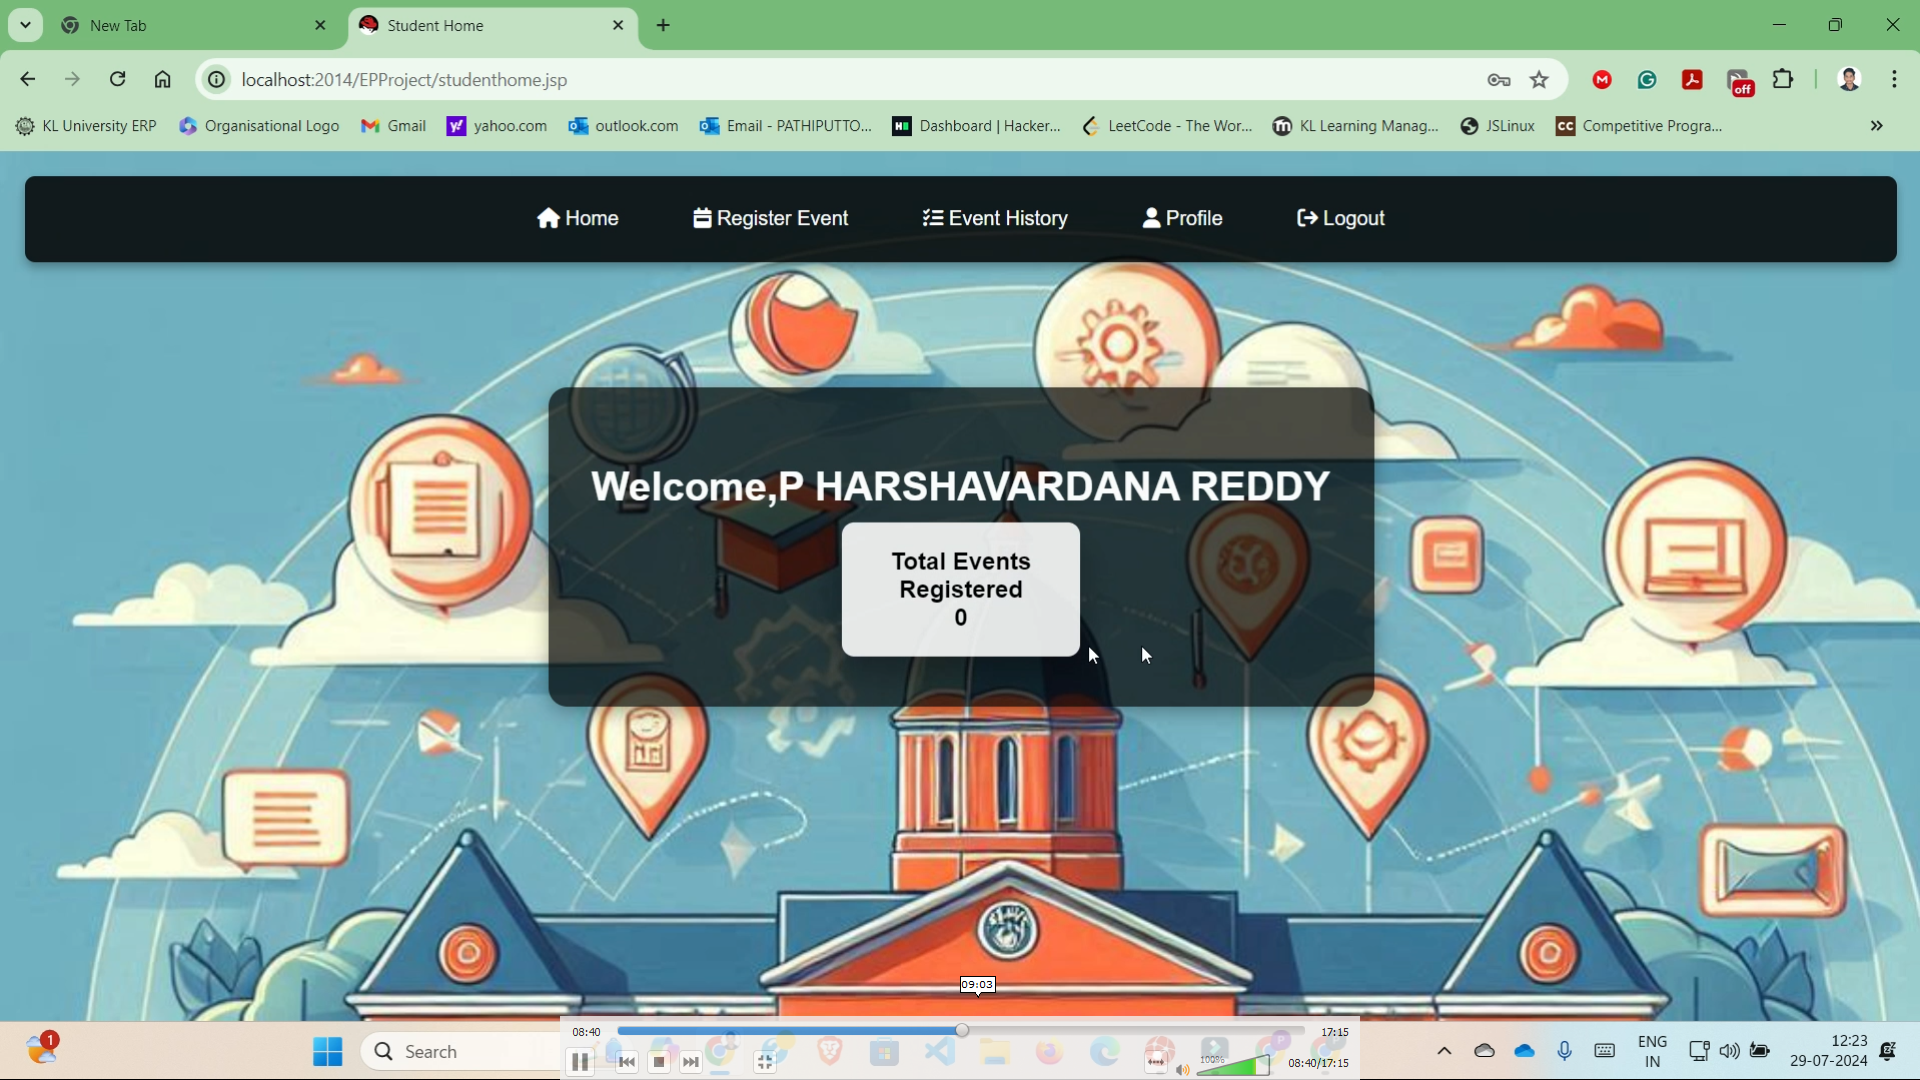 New Tab
Student Home
localhost:2014/EPProject/studenthome.jsp
M
off
KL University ERP
Organisational Logo
Gmail
yahoo.com
outlook.com
Email - PATHIPUTTO...
Dashboard | Hacker...
LeetCode - The Wor...
KL Learning Manag...
JSLinux
CC
Competitive Progra...
Home
Register Event
Event History
Profile
Logout
Welcome,P HARSHAVARDANA REDDY
Total Events
Registered
0
09:03
08:40
17:15
1
Search
100%
08:40/17:15
ENG
IN
12:23
29-07-2024